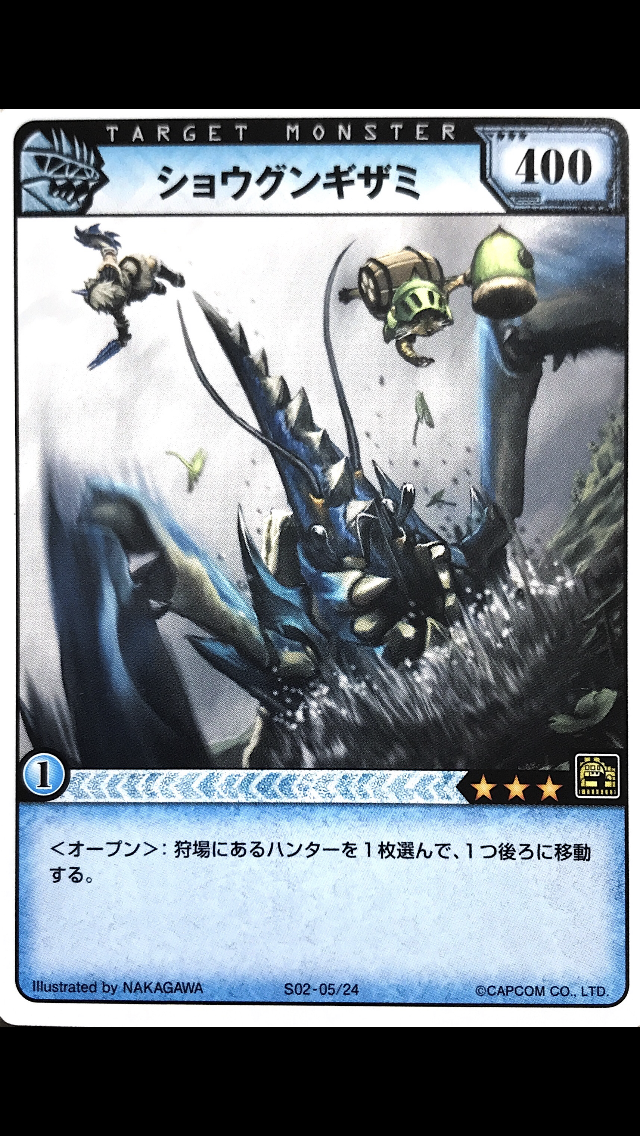 TARGET MONSTER
ショウグンギザミ
400
1
＜オープン＞：狩場にあるハンターを１枚選んで、１つ後ろに移動
する。
Illustrated by NAKAGAWA
S02-05/24
©CAPCOM CO., LTD.